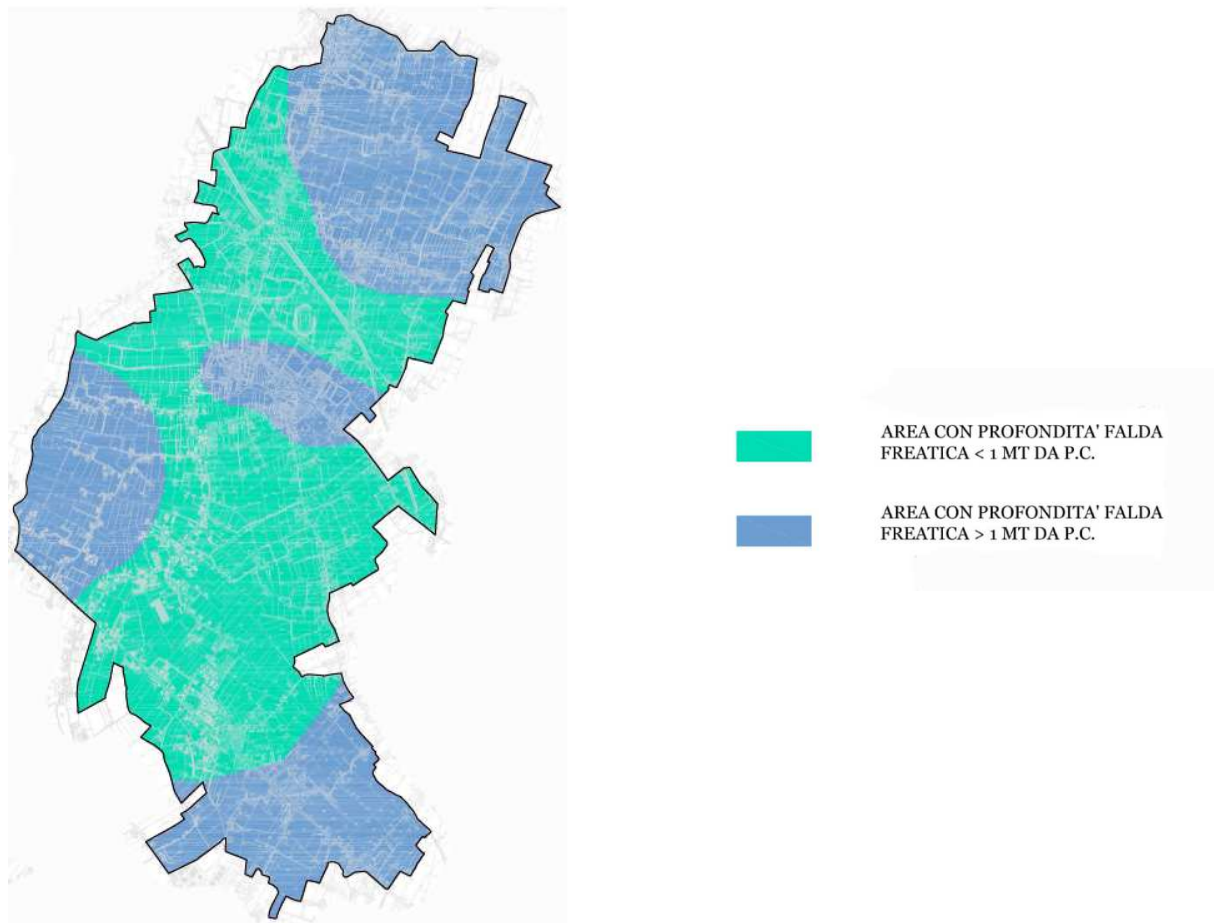 AREA CON PROFONDITA' FALDA
FREATICA < 1 MT DA P.C.
AREA CON PROFONDITA' FALDA
FREATICA > 1 MT DA P.C.